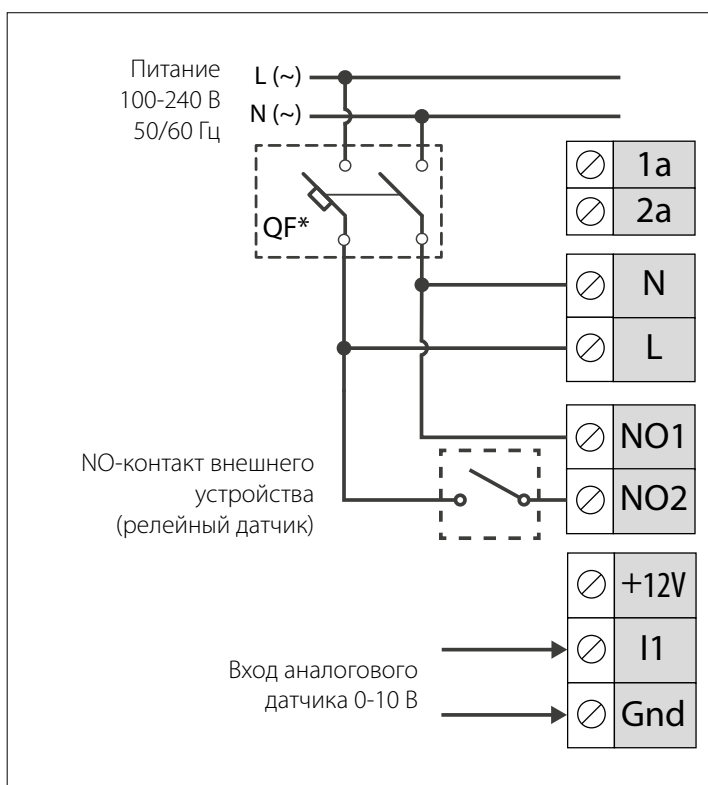 Питание
100-240 В
50/60 Гц
L (~)
N (~)
QF*
1a
2a
N
L
NO1
NO2
NO-контакт внешнего
устройства
(релейный датчик)
+12V
I1
Gnd
Вход аналогового
датчика 0-10 В